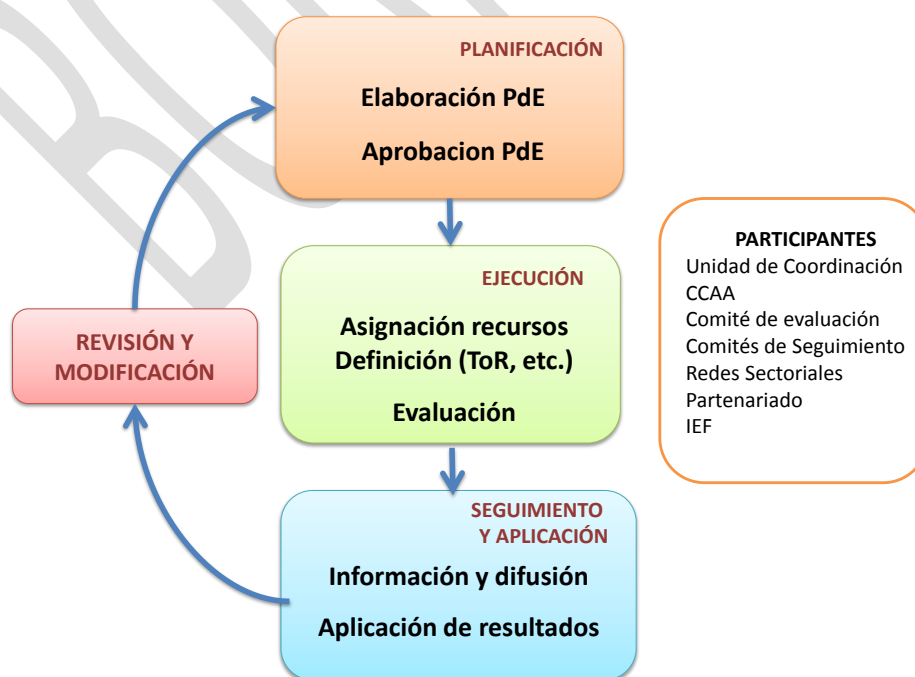 PLANIFICACIÓN
Elaboración PdE
Aprobacion PdE
EJECUCIÓN
Asignación recursos
Definición (ToR, etc.)
Evaluación
SEGUIMIENTO
Y APLICACIÓN
Información y difusión
Aplicación de resultados
REVISIÓN Y
MODIFICACIÓN
PARTICIPANTES
Unidad de Coordinación
CCAA
Comité de evaluación
Comités de Seguimiento
Redes Sectoriales
Partenariado
IEF